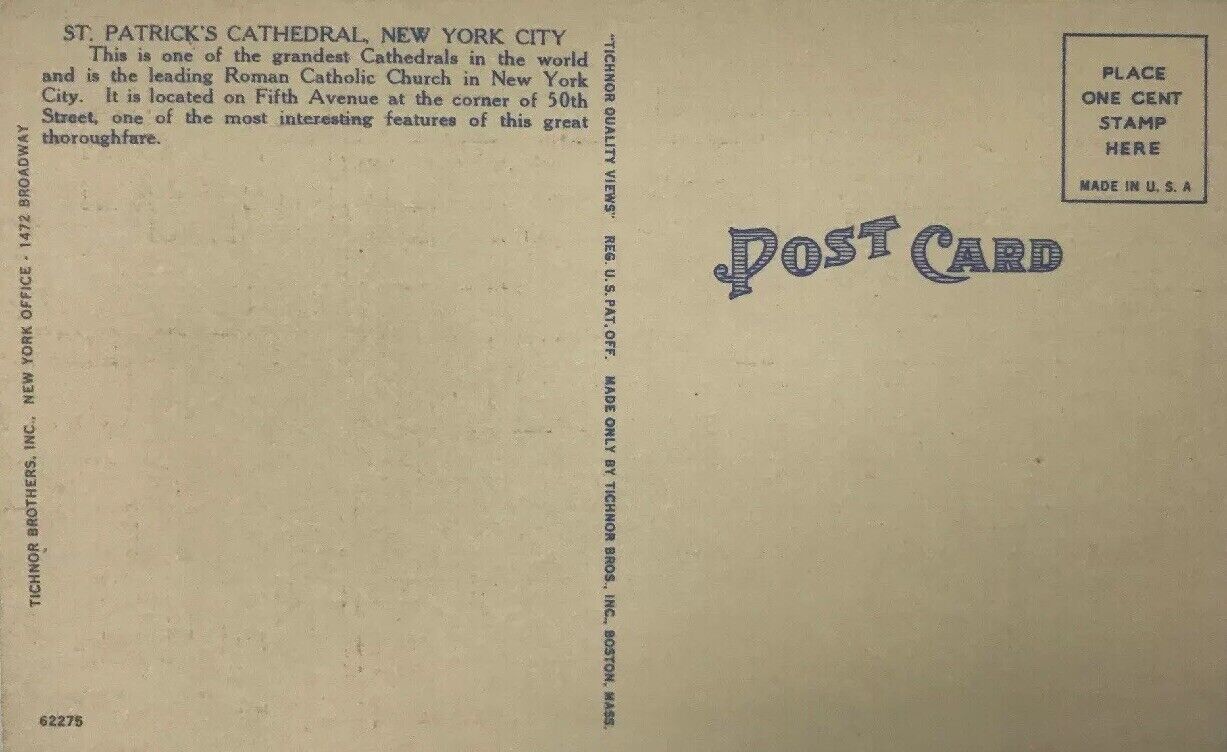 ST. PATRICK'S CATHEDRAL, NEW YORK CITY
This is one of the grandest Cathedrals in the world
and is the leading Roman Catholic Church in New York
City. It is located on Fifth Avenue at the corner of 50th
Street, one of the most interesting features of this great
thoroughfare.
TICHNOR BROTHERS, INC., NEW YORK OFFICE - 1472 BROADWAY
62275
"TICHNOR QUALITY VIEWS" REG. U. S. PAT. OFF. MADE ONLY BY TICHNOR BROS., INC., BOSTON, MASS.
POST CARD
PLACE
ONE CENT
STAMP
HERE
MADE IN U. S. A